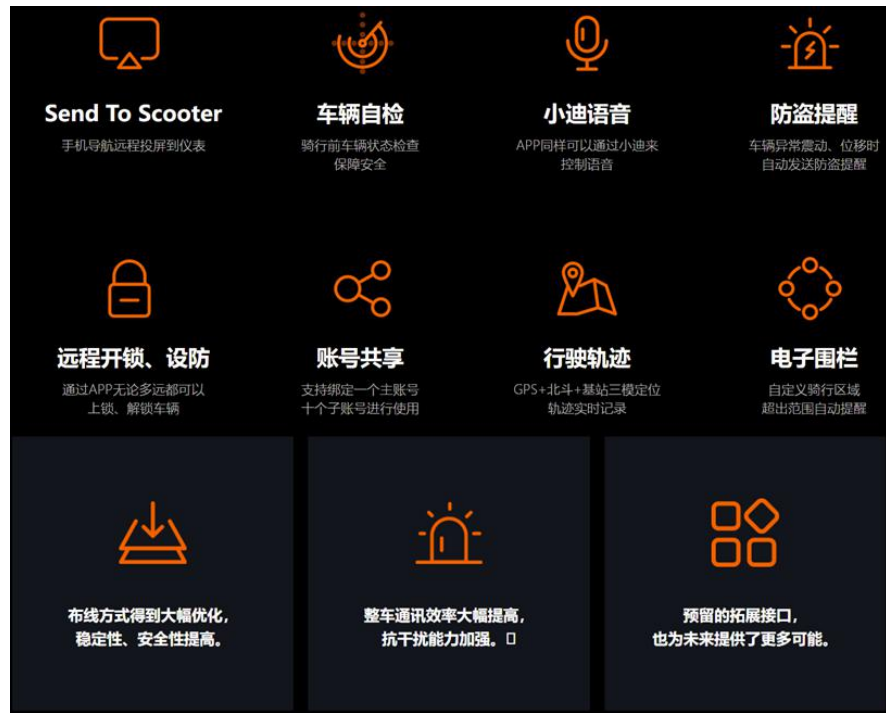 Send To Scooter
手机导航远程投屏到仪表
车辆自检
骑行前车辆状态检查
保障安全
小迪语音
APP同样可以通过小迪来
控制语音
防盗提醒
车辆异常震动、位移时
自动发送防盗提醒
远程开锁、设防
通过APP无论多远都可以
上锁、解锁车辆
账号共享
支持绑定一个主账号
十个子账号进行使用
行驶轨迹
GPS+北斗+基站三模定位
轨迹实时记录
电子围栏
自定义骑行区域
超出范围自动提醒
布线方式得到大幅优化，
稳定性、安全性提高。
整车通讯效率大幅提高，
抗干扰能力加强。
预留的拓展接口，
也为未来提供了更多可能。